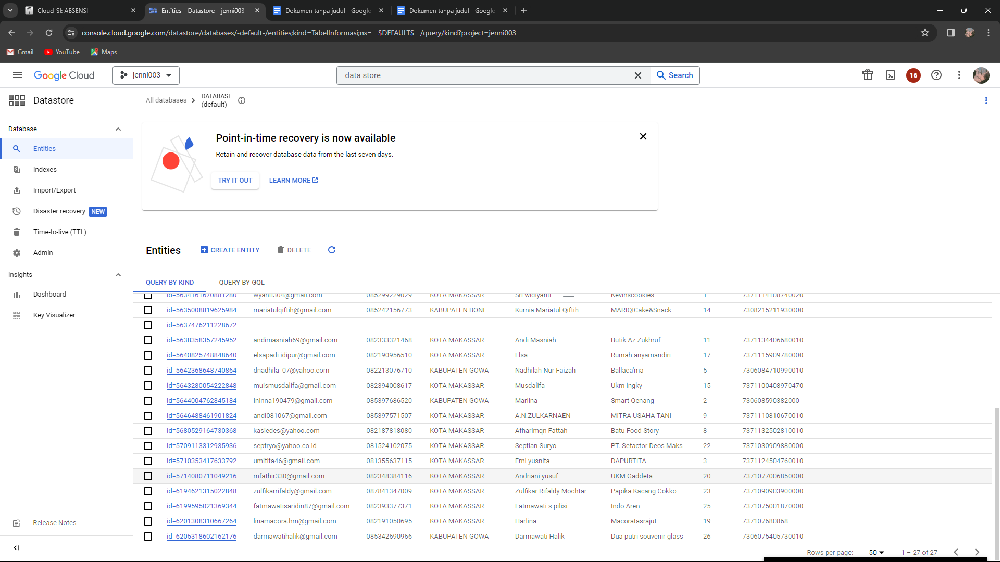 Cloud-SI: ABSENSI
Entities – Datastore – jenni003 -
Dokumen tanpa judul - Google
Dokumen tanpa judul - Google
console.cloud.google.com/datastore/databases/-default-/entities;kind=TabelInformasi;ns=__$DEFAULT$__/query/kind?project=jenni003
Gmail YouTube Maps
Google Cloud jenni003 data store Search 16
Datastore
All databases DATABASE
(default)
Database
Entities
Indexes
Import/Export
Disaster recovery NEW
Time-to-live (TTL)
Admin
Insights
Dashboard
Key Visualizer
Release Notes
Point-in-time recovery is now available
Retain and recover database data from the last seven days.
TRY IT OUT LEARN MORE
Entities CREATE ENTITY DELETE
QUERY BY KIND QUERY BY GQL
id=5634161670881280 wyanti304@gmail.com 085299229029 KOTA MAKASSAR Sri widiyanti Kevinscookies 1 7371114108740020
id=5635008819625984 mariatulqiftih@gmail.com 085242156773 KABUPATEN BONE Kurnia Mariatul Qiftih MARIQICake&Snack 14 7308215211930000
id=5637476211228672 — — — — — — —
id=5638358357245952 andimasniah69@gmail.com 082333321468 KOTA MAKASSAR Andi Masniah Butik Az Zukhruf 11 7371134406680010
id=5640825748848640 elsapadi idipur@gmail.com 082190956510 KOTA MAKASSAR Elsa Rumah anyamandiri 17 7371115909780000
id=5642368648740864 dnadhila_07@yahoo.com 082213076710 KABUPATEN GOWA Nadhilah Nur Faizah Ballaca'ma 5 7306084710990010
id=5643280054222848 muismusdalifa@gmail.com 082394008617 KOTA MAKASSAR Musdalifa Ukm ingky 15 7371100408970470
id=5644004762845184 Ininna190479@gmail.com 085397686520 KABUPATEN GOWA Marlina Smart Qenang 2 730608590382000
id=5646488461901824 andi081067@gmail.com 085397571507 KOTA MAKASSAR A.N.ZULKARNAEN MITRA USAHA TANI 9 7371110810670010
id=5680529164730368 kasiedes@yahoo.com 082187818080 KOTA MAKASSAR Afharimqn Fattah Batu Food Story 8 7371132502810010
id=5709113312935936 septryo@yahoo.co.id 081524102075 KOTA MAKASSAR Septian Suryo PT. Sefactor Deos Maks 22 7371030909880000
id=5710353417633792 umitita46@gmail.com 081355637115 KOTA MAKASSAR Erni yusnita DAPURTITA 3 7371124504760010
id=5714080711049216 mfathir330@gmail.com 082348384116 KOTA MAKASSAR Andriani yusuf UKM Gaddeta 20 7371077006850000
id=6194621315022848 zulfikarrifaldy@gmail.com 087841347009 KOTA MAKASSAR Zulfikar Rifaldy Mochtar Papika Kacang Cokko 23 7371090903900000
id=6199595021369344 fatmawatisaridin87@gmail.com 082393377371 KOTA MAKASSAR Fatmawati s pilisi Indo Aren 25 7371075001870000
id=6201308310667264 linamacora.hm@gmail.com 082191050695 KOTA MAKASSAR Harlina Macoratasrajut 19 737107680868
id=6205318602162176 darmawatihalik@gmail.com 085342690966 KABUPATEN GOWA Darmawati Halik Dua putri souvenir glass 26 7306075405730010
Rows per page: 50 1 – 27 of 27